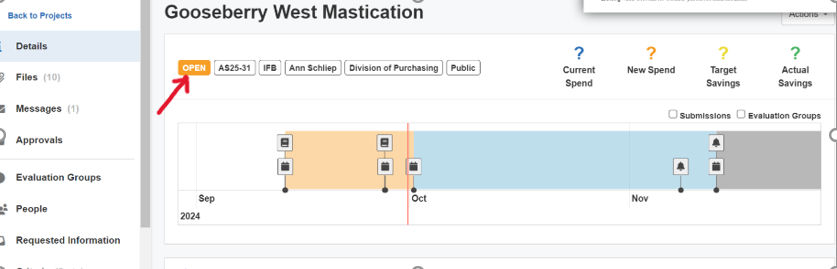 Back to Projects
Gooseberry West Mastication
Actions
Details
Files (10)
Messages (1)
Approvals
Evaluation Groups
People
Requested Information
OPEN AS25-31 IFB Ann Schliep Division of Purchasing Public
? ? ? ?
Current Spend
New Spend
Target Savings
Actual Savings
Submissions Evaluation Groups
Sep Oct Nov
2024